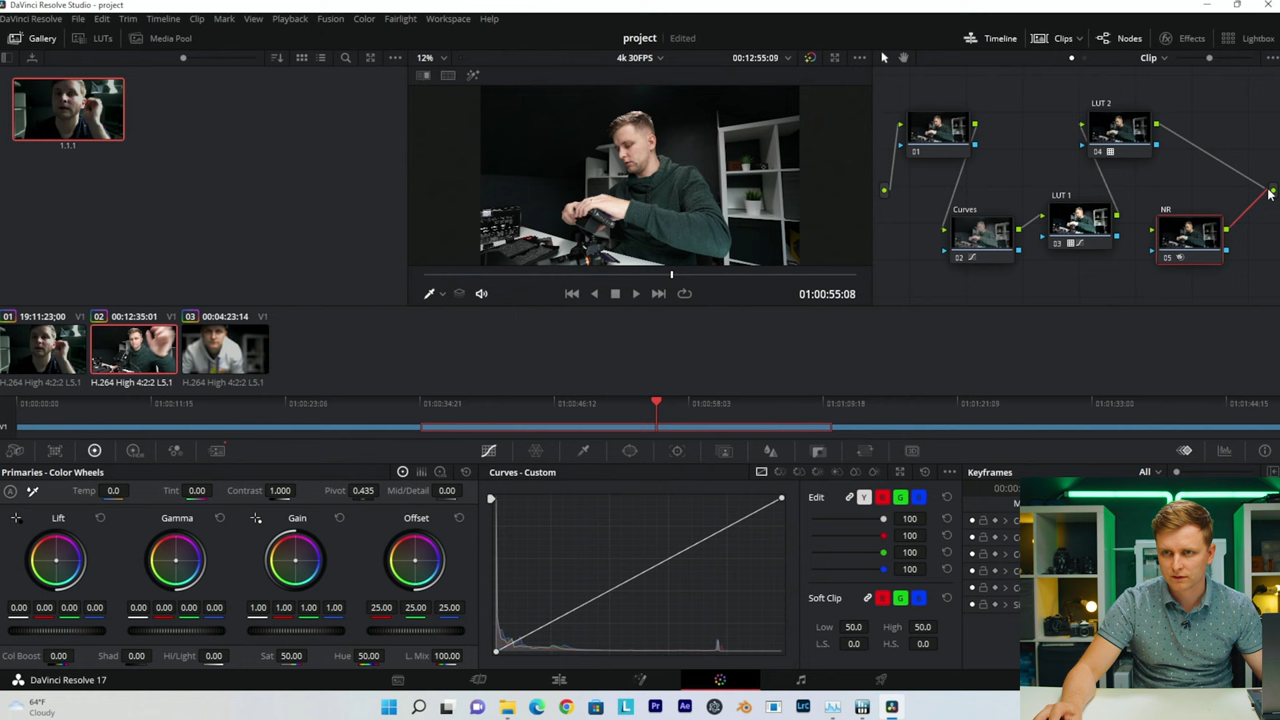 DaVinci Resolve Studio - project
DaVinci Resolve File Edit Trim Timeline Clip Mark View Playback Fusion Color Fairlight Workspace Help
Gallery LUTs Media Pool project Edited Timeline Clips Nodes Effects Lightbox
12% 4k 30FPS 00:12:55:09 Clip
1.1.1
LUT 2
01 04
Curves LUT 1 NR
02 03 05
01:00:55:08
01 19:11:23;00 V1 02 00:12:35:01 V1 03 00:04:23:14 V1
H.264 High 4:2:2 L5.1 H.264 High 4:2:2 L5.1 H.264 High 4:2:2 L5.1
01:00:00:00 01:00:11:15 01:00:23:06 01:00:34:21 01:00:46:12 01:00:58:03 01:01:09:18 01:01:21:09 01:01:33:00 01:01:44:15
V1
Primaries - Color Wheels Curves - Custom Keyframes All
Temp 0.0 Tint 0.00 Contrast 1.000 Pivot 0.435 Mid/Detail 0.00
Lift Gamma Gain Offset
0.00 0.00 0.00 0.00 0.00 0.00 0.00 0.00 1.00 1.00 1.00 1.00 25.00 25.00 25.00
Col Boost 0.00 Shad 0.00 Hi/Light 0.00 Sat 50.00 Hue 50.00 L. Mix 100.00
Edit Y R G B
100
100
100
100
Soft Clip R G B
Low 50.0 High 50.0
L.S. 0.0 H.S. 0.0
DaVinci Resolve 17
64°F
Cloudy
L Pr Ae Lrc